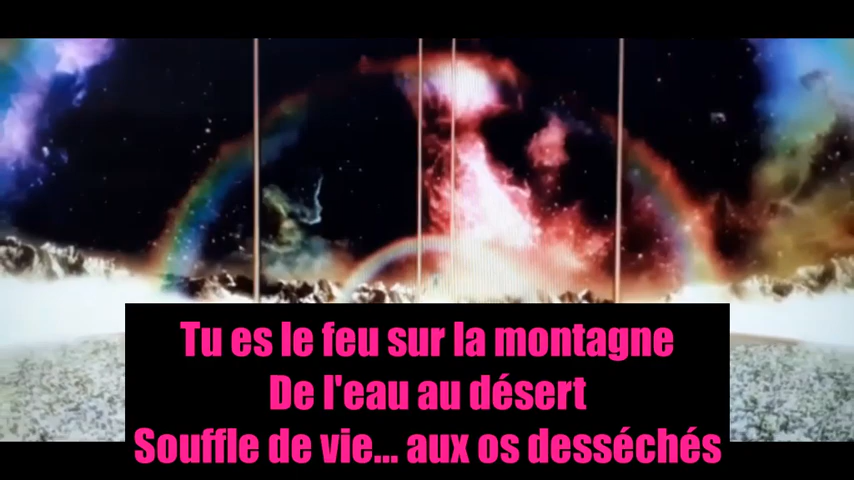 Tu es le feu sur la montagne
De l'eau au désert
Souffle de vie... aux os desséchés